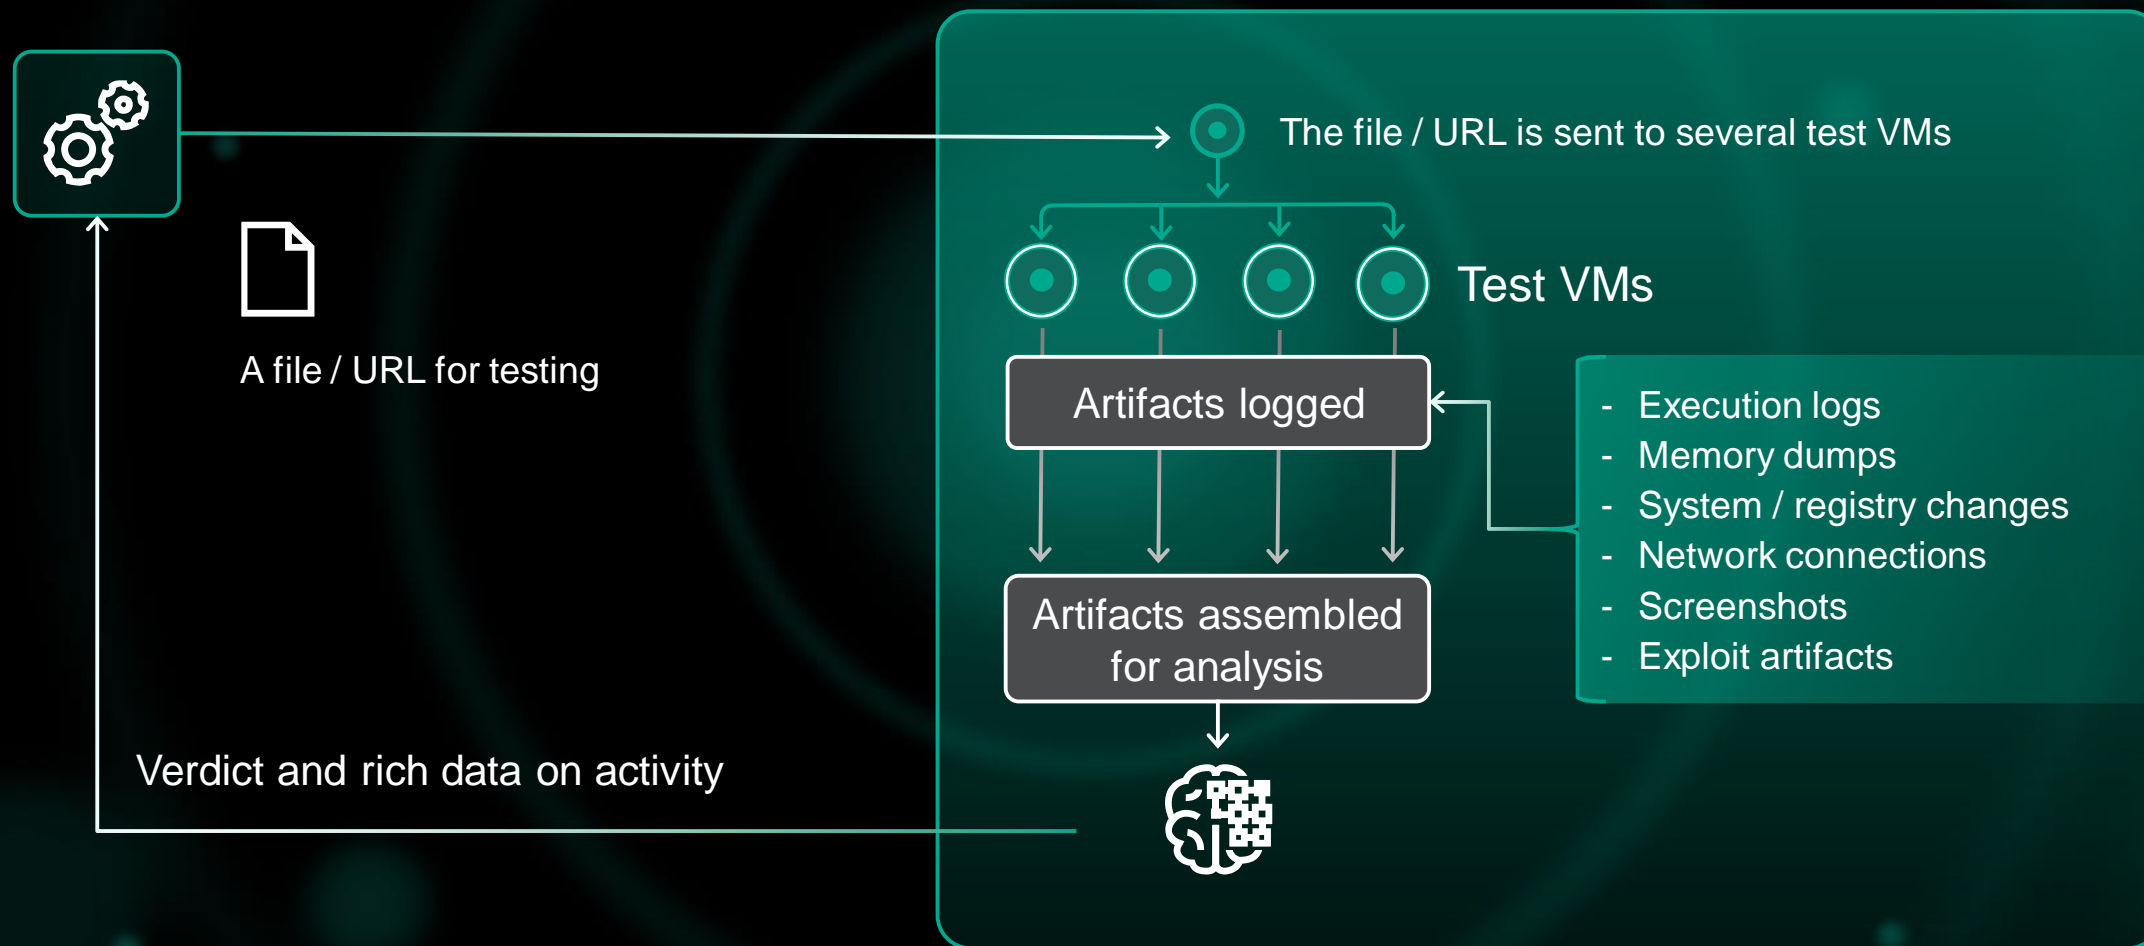 The file / URL is sent to several test VMs
Test VMs
A file / URL for testing
Artifacts logged
- Execution logs
- Memory dumps
- System / registry changes
- Network connections
- Screenshots
- Exploit artifacts
Artifacts assembled
for analysis
Verdict and rich data on activity